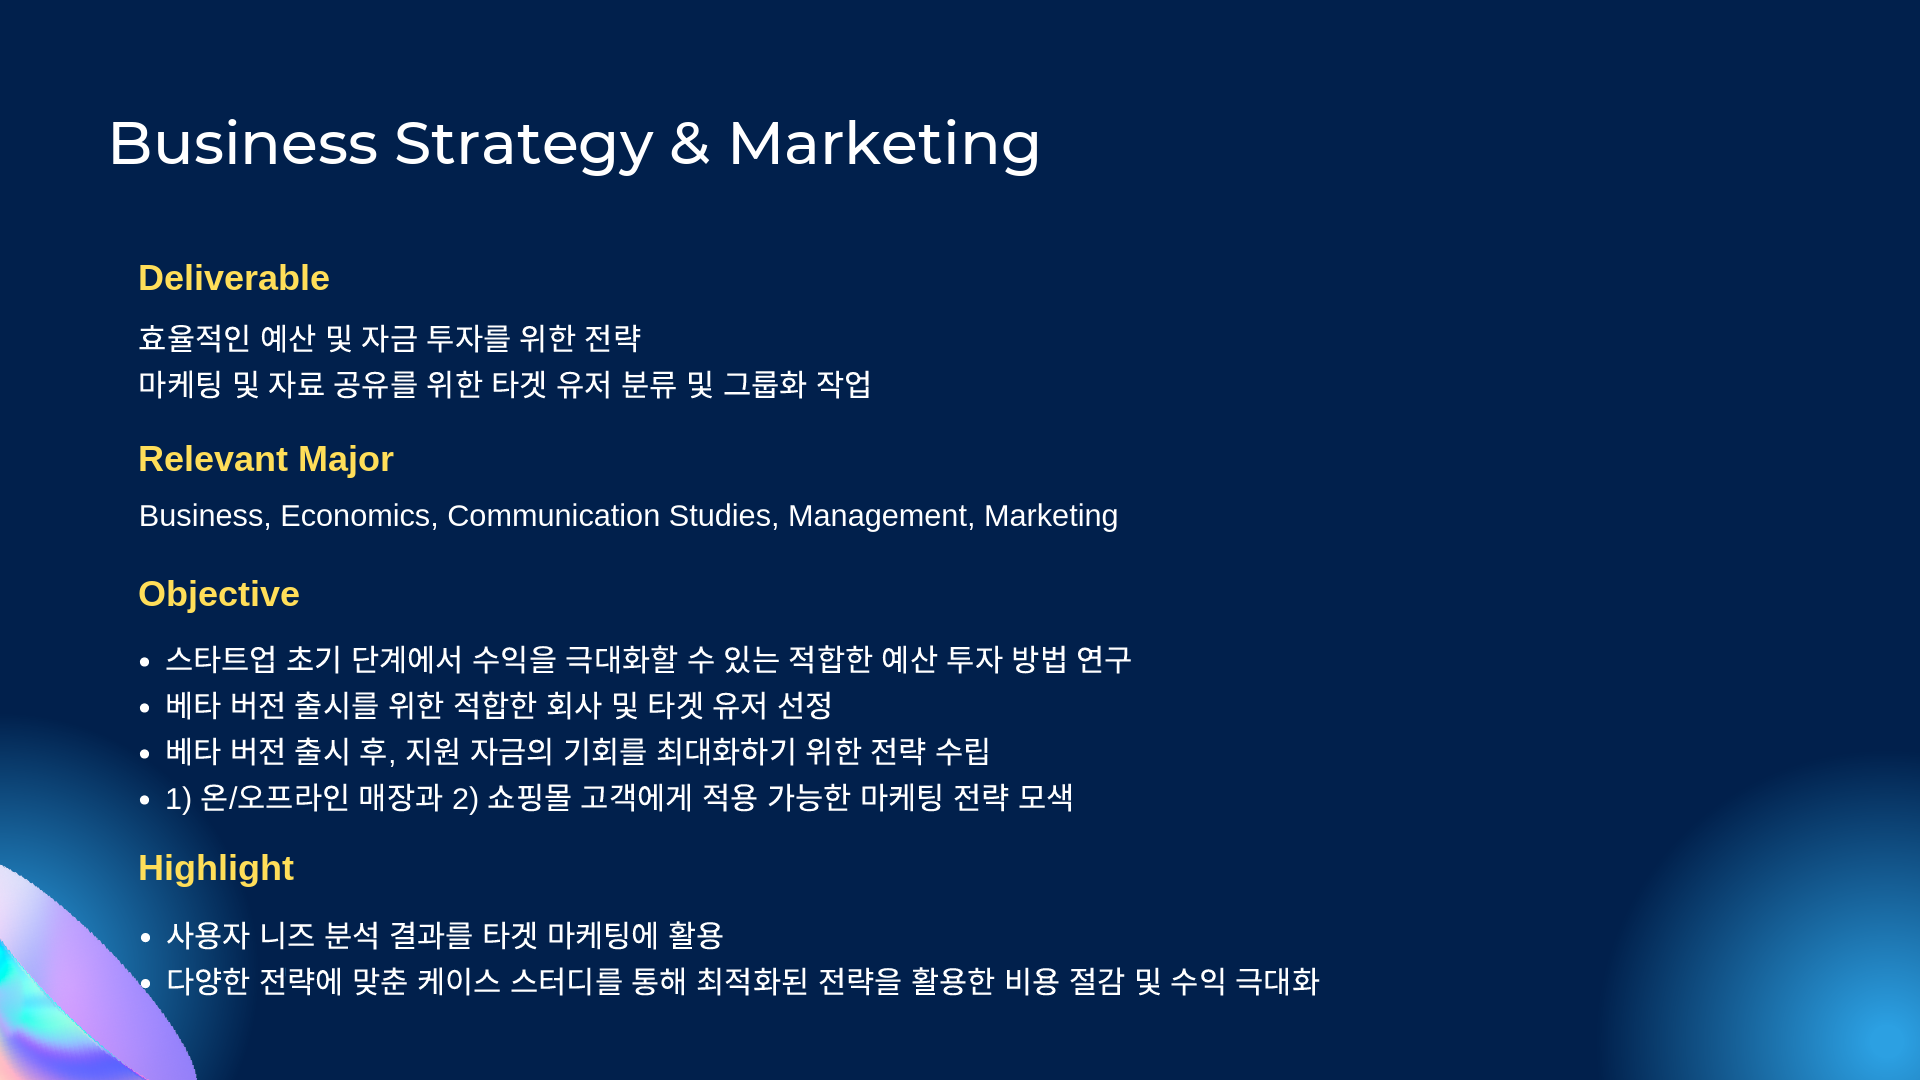 Business Strategy & Marketing
Deliverable
효율적인 예산 및 자금 투자를 위한 전략
마케팅 및 자료 공유를 위한 타겟 유저 분류 및 그룹화 작업
Relevant Major
Business, Economics, Communication Studies, Management, Marketing
Objective
• 스타트업 초기 단계에서 수익을 극대화할 수 있는 적합한 예산 투자 방법 연구
• 베타 버전 출시를 위한 적합한 회사 및 타겟 유저 선정
• 베타 버전 출시 후, 지원 자금의 기회를 최대화하기 위한 전략 수립
• 1) 온/오프라인 매장과 2) 쇼핑몰 고객에게 적용 가능한 마케팅 전략 모색
Highlight
• 사용자 니즈 분석 결과를 타겟 마케팅에 활용
• 다양한 전략에 맞춘 케이스 스터디를 통해 최적화된 전략을 활용한 비용 절감 및 수익 극대화